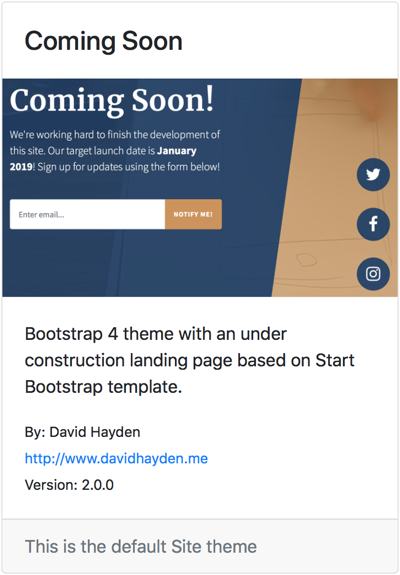 Coming Soon
Coming Soon!
We're working hard to finish the development of
this site. Our target launch date is January
2019! Sign up for updates using the form below!
Enter email...
NOTIFY ME!
Bootstrap 4 theme with an under
construction landing page based on Start
Bootstrap template.
By: David Hayden
http://www.davidhayden.me
Version: 2.0.0
This is the default Site theme